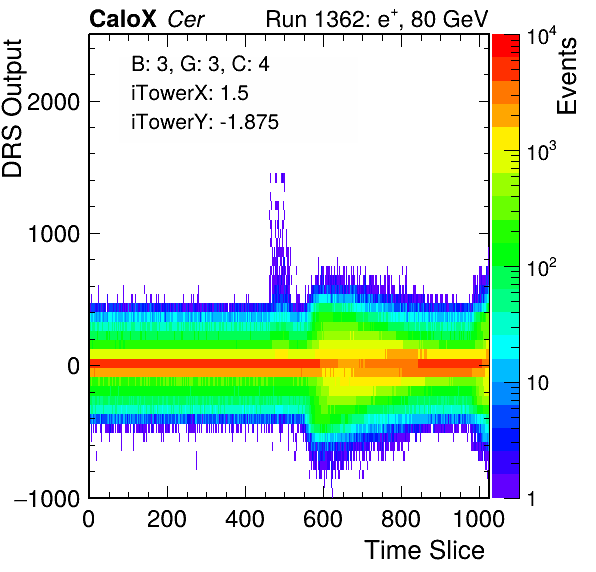 CaloX Cer
Run 1362: e+, 80 GeV
B: 3, G: 3, C: 4
iTowerX: 1.5
iTowerY: -1.875
DRS Output
2000
1000
0
−1000
0 200 400 600 800 1000
Time Slice
Events
10^4
10^3
10^2
10
1